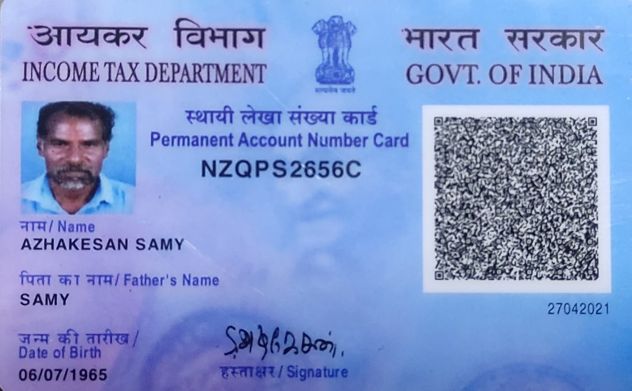 आयकर विभाग
INCOME TAX DEPARTMENT
सत्यमेव जयते
भारत सरकार
GOVT. OF INDIA
स्थायी लेखा संख्या कार्ड
Permanent Account Number Card
NZQPS2656C
नाम/ Name
AZHAKESAN SAMY
पिता का नाम/ Father's Name
SAMY
27042021
जन्म की तारीख/
Date of Birth
06/07/1965
हस्ताक्षर/ Signature